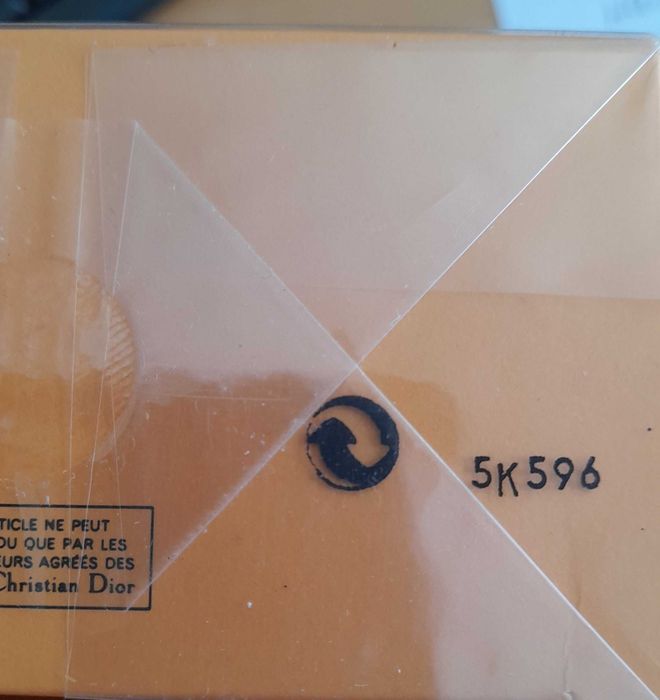 TICLE NE PEUT
OU QUE PAR LES
EURS AGRÉÉS DES
Christian Dior
5K596